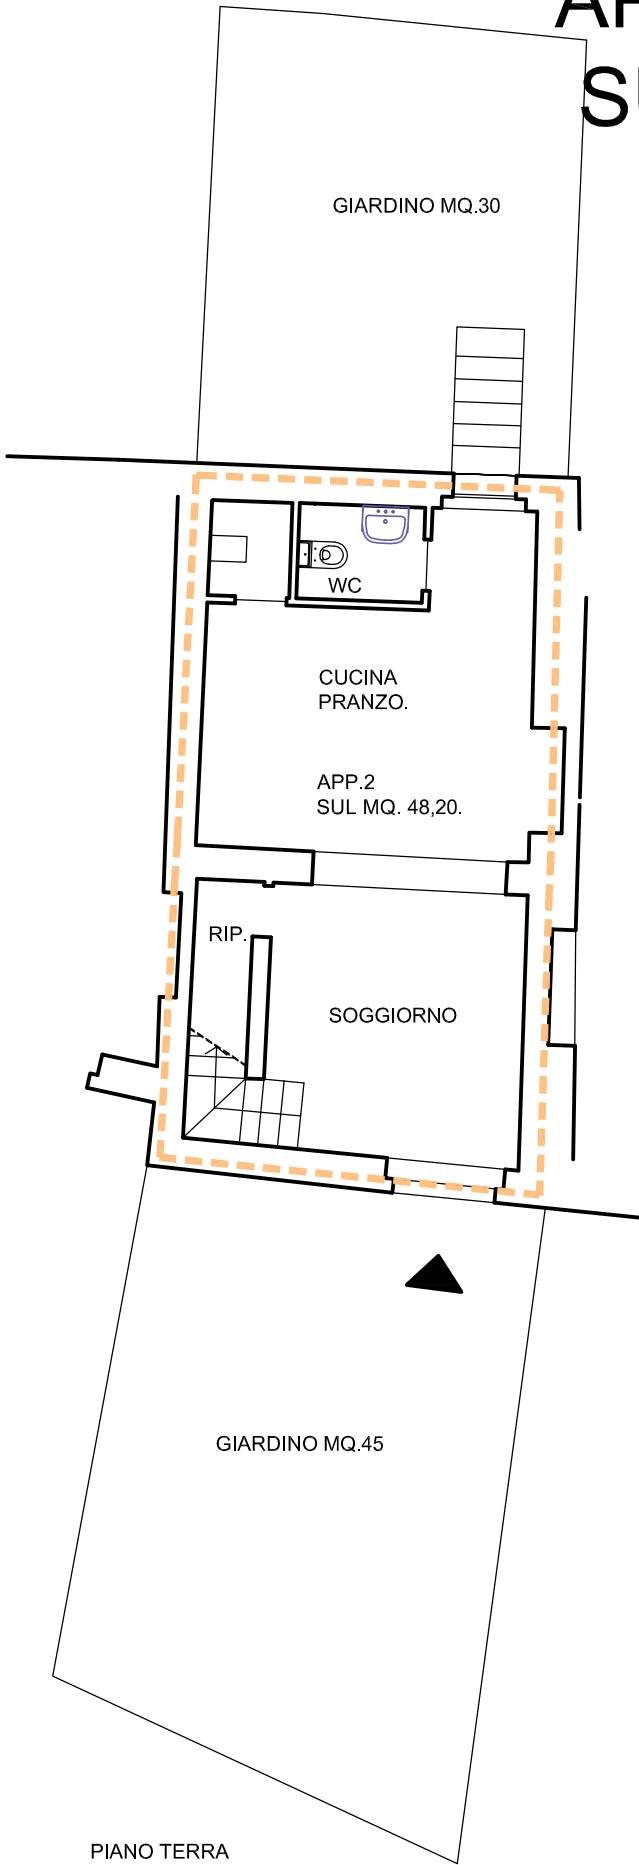 GIARDINO MQ.30
WC
CUCINA
PRANZO.
APP.2
SUL MQ. 48,20.
RIP.
SOGGIORNO
GIARDINO MQ.45
PIANO TERRA